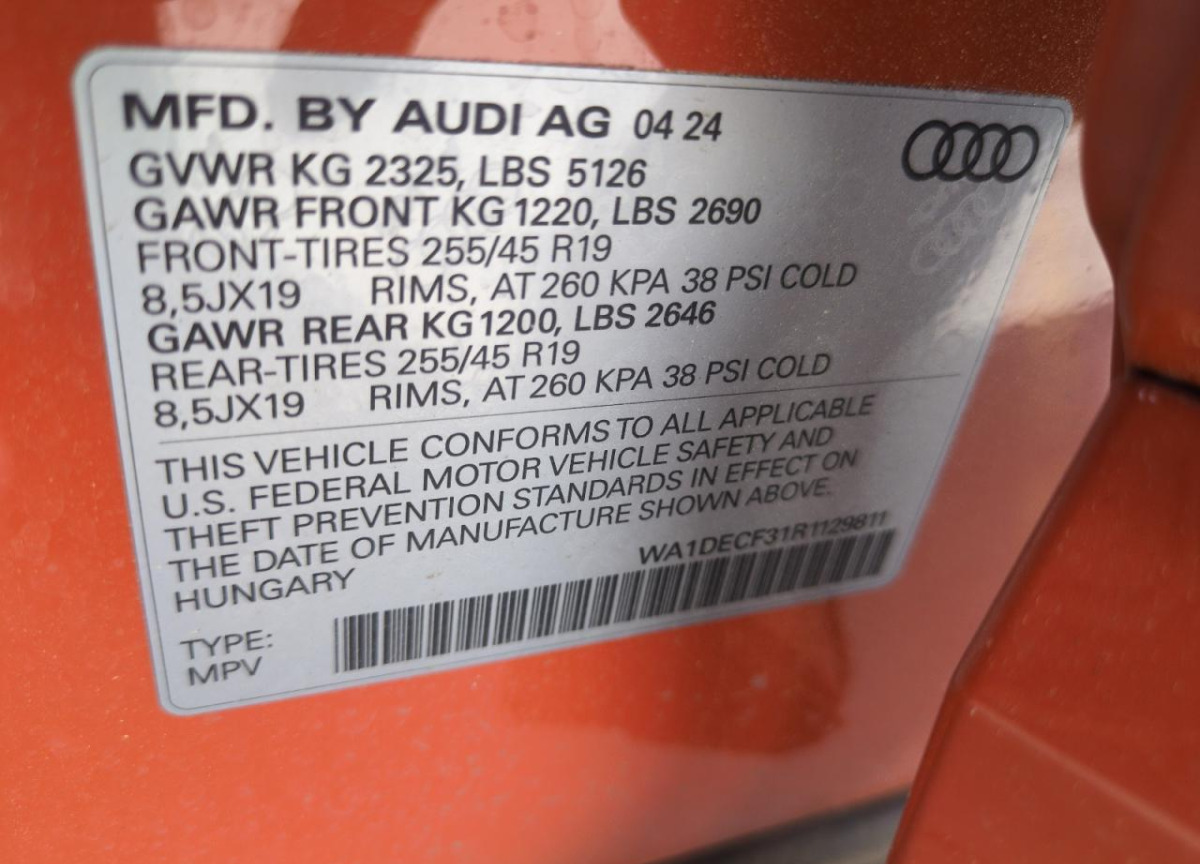 MFD. BY AUDI AG 04 24
GVWR KG 2325, LBS 5126
GAWR FRONT KG 1220, LBS 2690
FRONT-TIRES 255/45 R19
8,5JX19 RIMS, AT 260 KPA 38 PSI COLD
GAWR REAR KG 1200, LBS 2646
REAR-TIRES 255/45 R19
8,5JX19 RIMS, AT 260 KPA 38 PSI COLD
THIS VEHICLE CONFORMS TO ALL APPLICABLE
U.S. FEDERAL MOTOR VEHICLE SAFETY AND
THEFT PREVENTION STANDARDS IN EFFECT ON
THE DATE OF MANUFACTURE SHOWN ABOVE.
HUNGARY
WA1DECF31R1129811
TYPE:
MPV